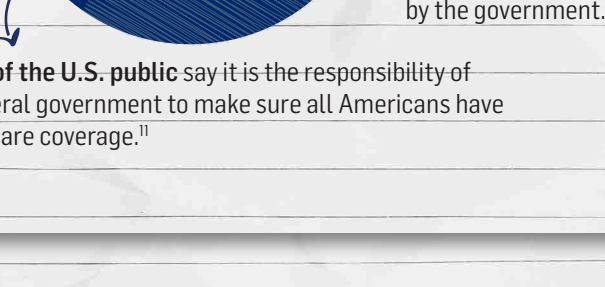 by the government.
of the U.S. public say it is the responsibility of
eral government to make sure all Americans have
are coverage.11